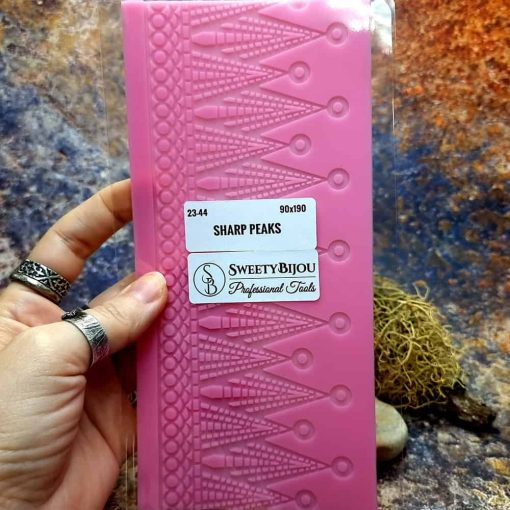 23-44 90x190
SHARP PEAKS
SB SWEETYBIJOU
Professional Tools